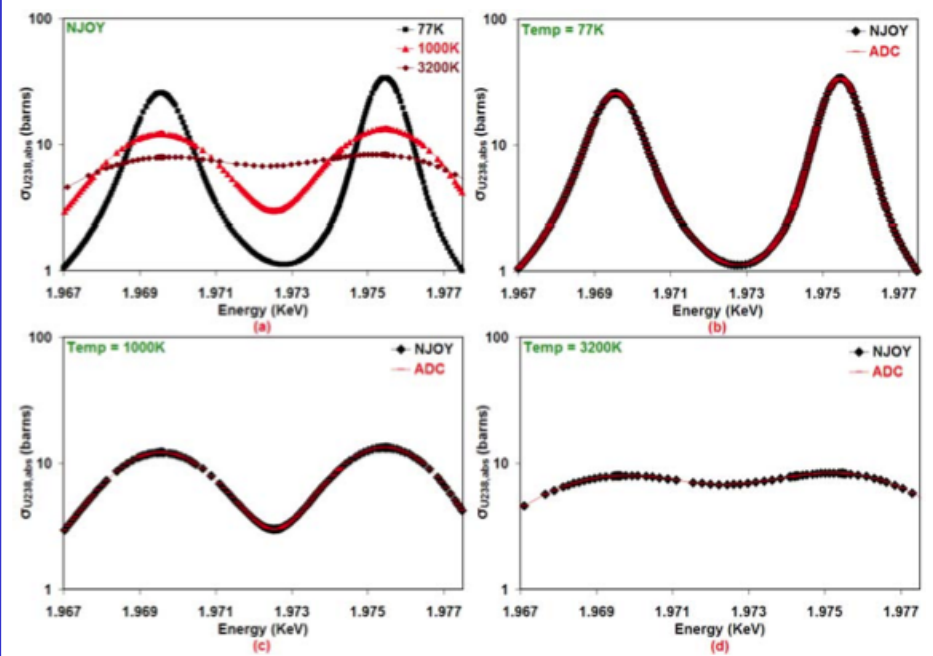 100
NJOY
77K
1000K
3200K
10
1
σU238,abs (barns)
1.967 1.969 1.971 1.973 1.975 1.977
Energy (KeV)
(a)
100
Temp = 77K
NJOY
ADC
10
1
σU238,abs (barns)
1.967 1.969 1.971 1.973 1.975 1.977
Energy (KeV)
(b)
100
Temp = 1000K
NJOY
ADC
10
1
σU238,abs (barns)
1.967 1.969 1.971 1.973 1.975 1.977
Energy (KeV)
(c)
100
Temp = 3200K
NJOY
ADC
10
1
σU238,abs (barns)
1.967 1.969 1.971 1.973 1.975 1.977
Energy (KeV)
(d)